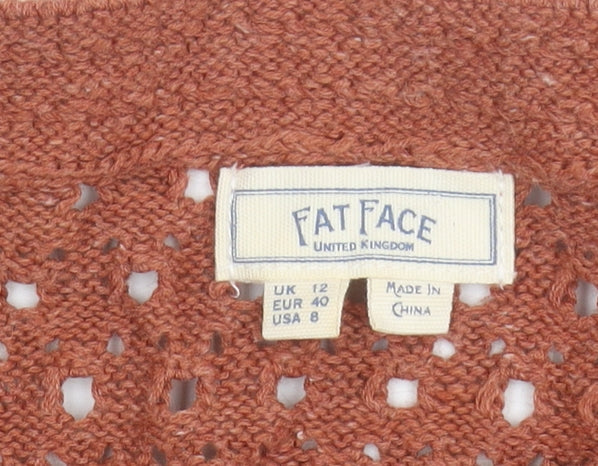 FAT FACE
UNITED KINGDOM
UK 12
EUR 40
USA 8
MADE IN
CHINA